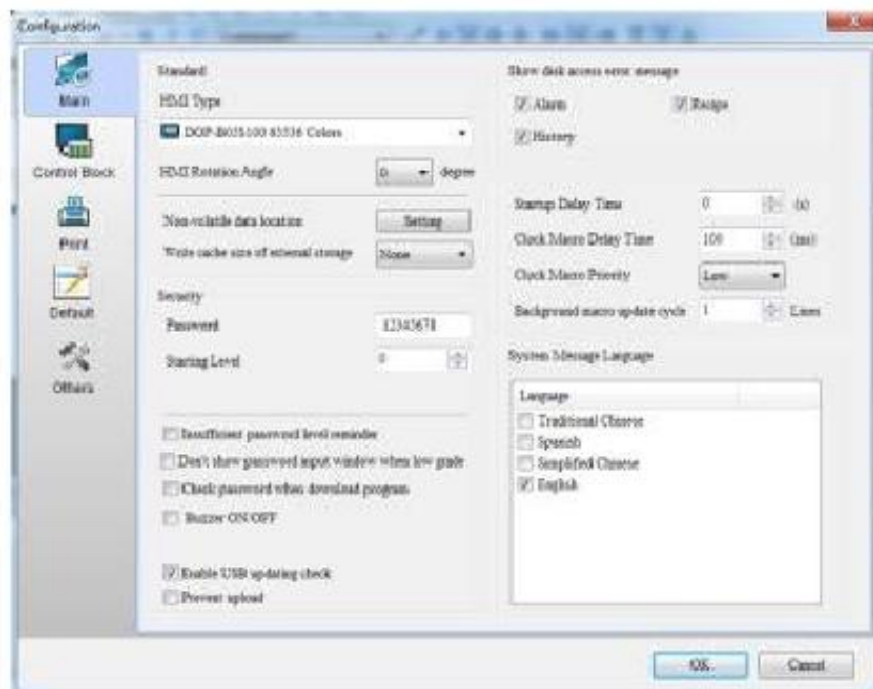 Configuration
Main
Control Block
Print
Default
Others
Standard
HMI Type
65536 Colors
HMI Rotation Angle
0
degree
Non-volatile data location
Setting
Write cache size of external storage
None
Security
Password
12345678
Starting Level
0
Insufficient password level reminder
Don't show password input window when low grade
Check password when download program
Buzzer ON/OFF
Enable USB updating check
Prevent upload
Show disk access error message
Alarm
Recipe
History
Startup Delay Time
0
(s)
Clock Macro Delay Time
100
(ms)
Clock Macro Priority
Low
Background macro update cycle
1
Lines
System Message Language
Language
Traditional Chinese
Spanish
Simplified Chinese
English
OK
Cancel